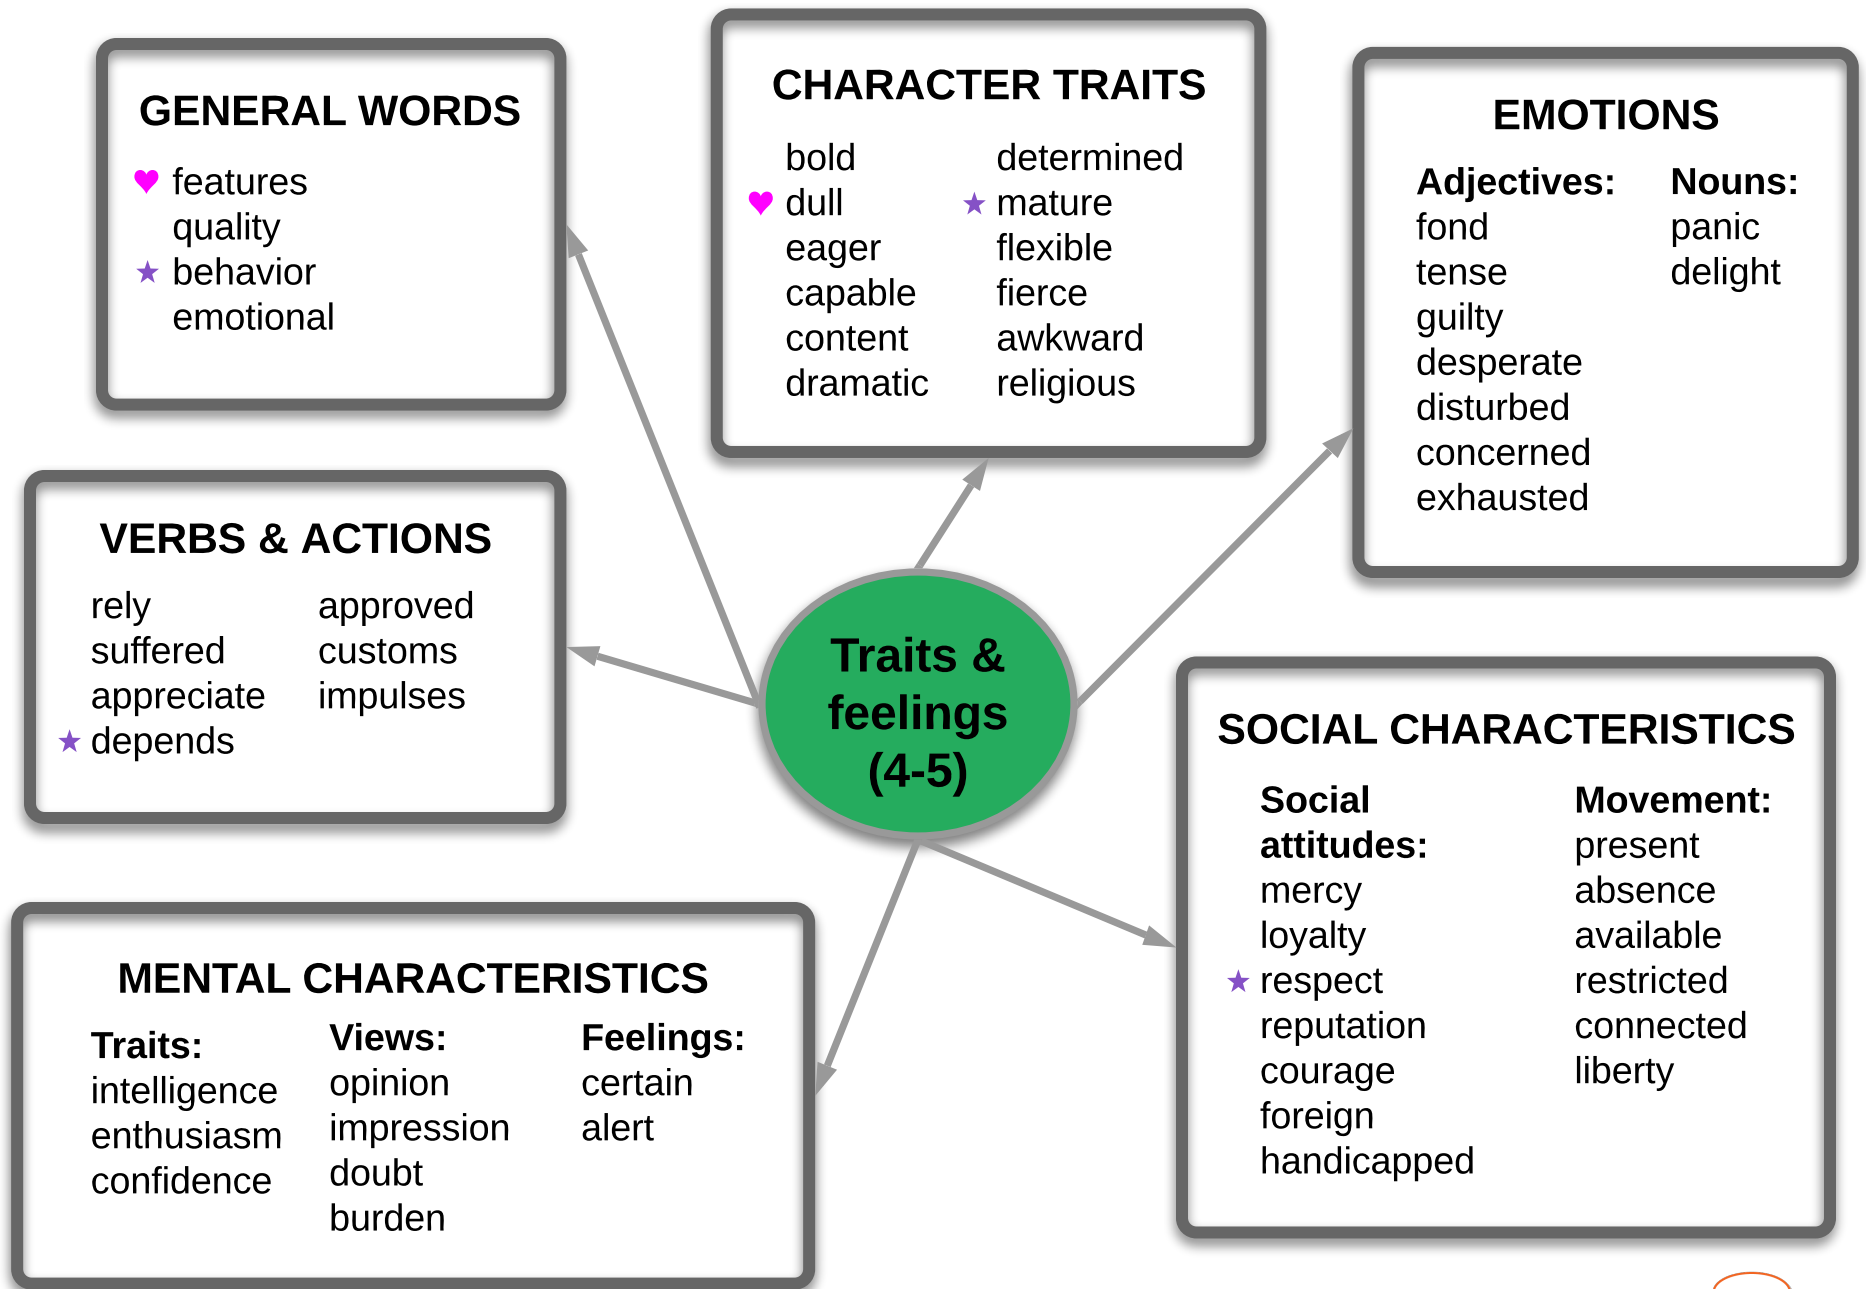 GENERAL WORDS
♥ features
quality
★ behavior
emotional
CHARACTER TRAITS
bold
♥ dull
eager
capable
content
dramatic
determined
★ mature
flexible
fierce
awkward
religious
EMOTIONS
Adjectives:
fond
tense
guilty
desperate
disturbed
concerned
exhausted
Nouns:
panic
delight
VERBS & ACTIONS
rely
suffered
appreciate
★ depends
approved
customs
impulses
Traits &
feelings
(4-5)
SOCIAL CHARACTERISTICS
Social
attitudes:
mercy
loyalty
★ respect
reputation
courage
foreign
handicapped
Movement:
present
absence
available
restricted
connected
liberty
MENTAL CHARACTERISTICS
Traits:
intelligence
enthusiasm
confidence
Views:
opinion
impression
doubt
burden
Feelings:
certain
alert